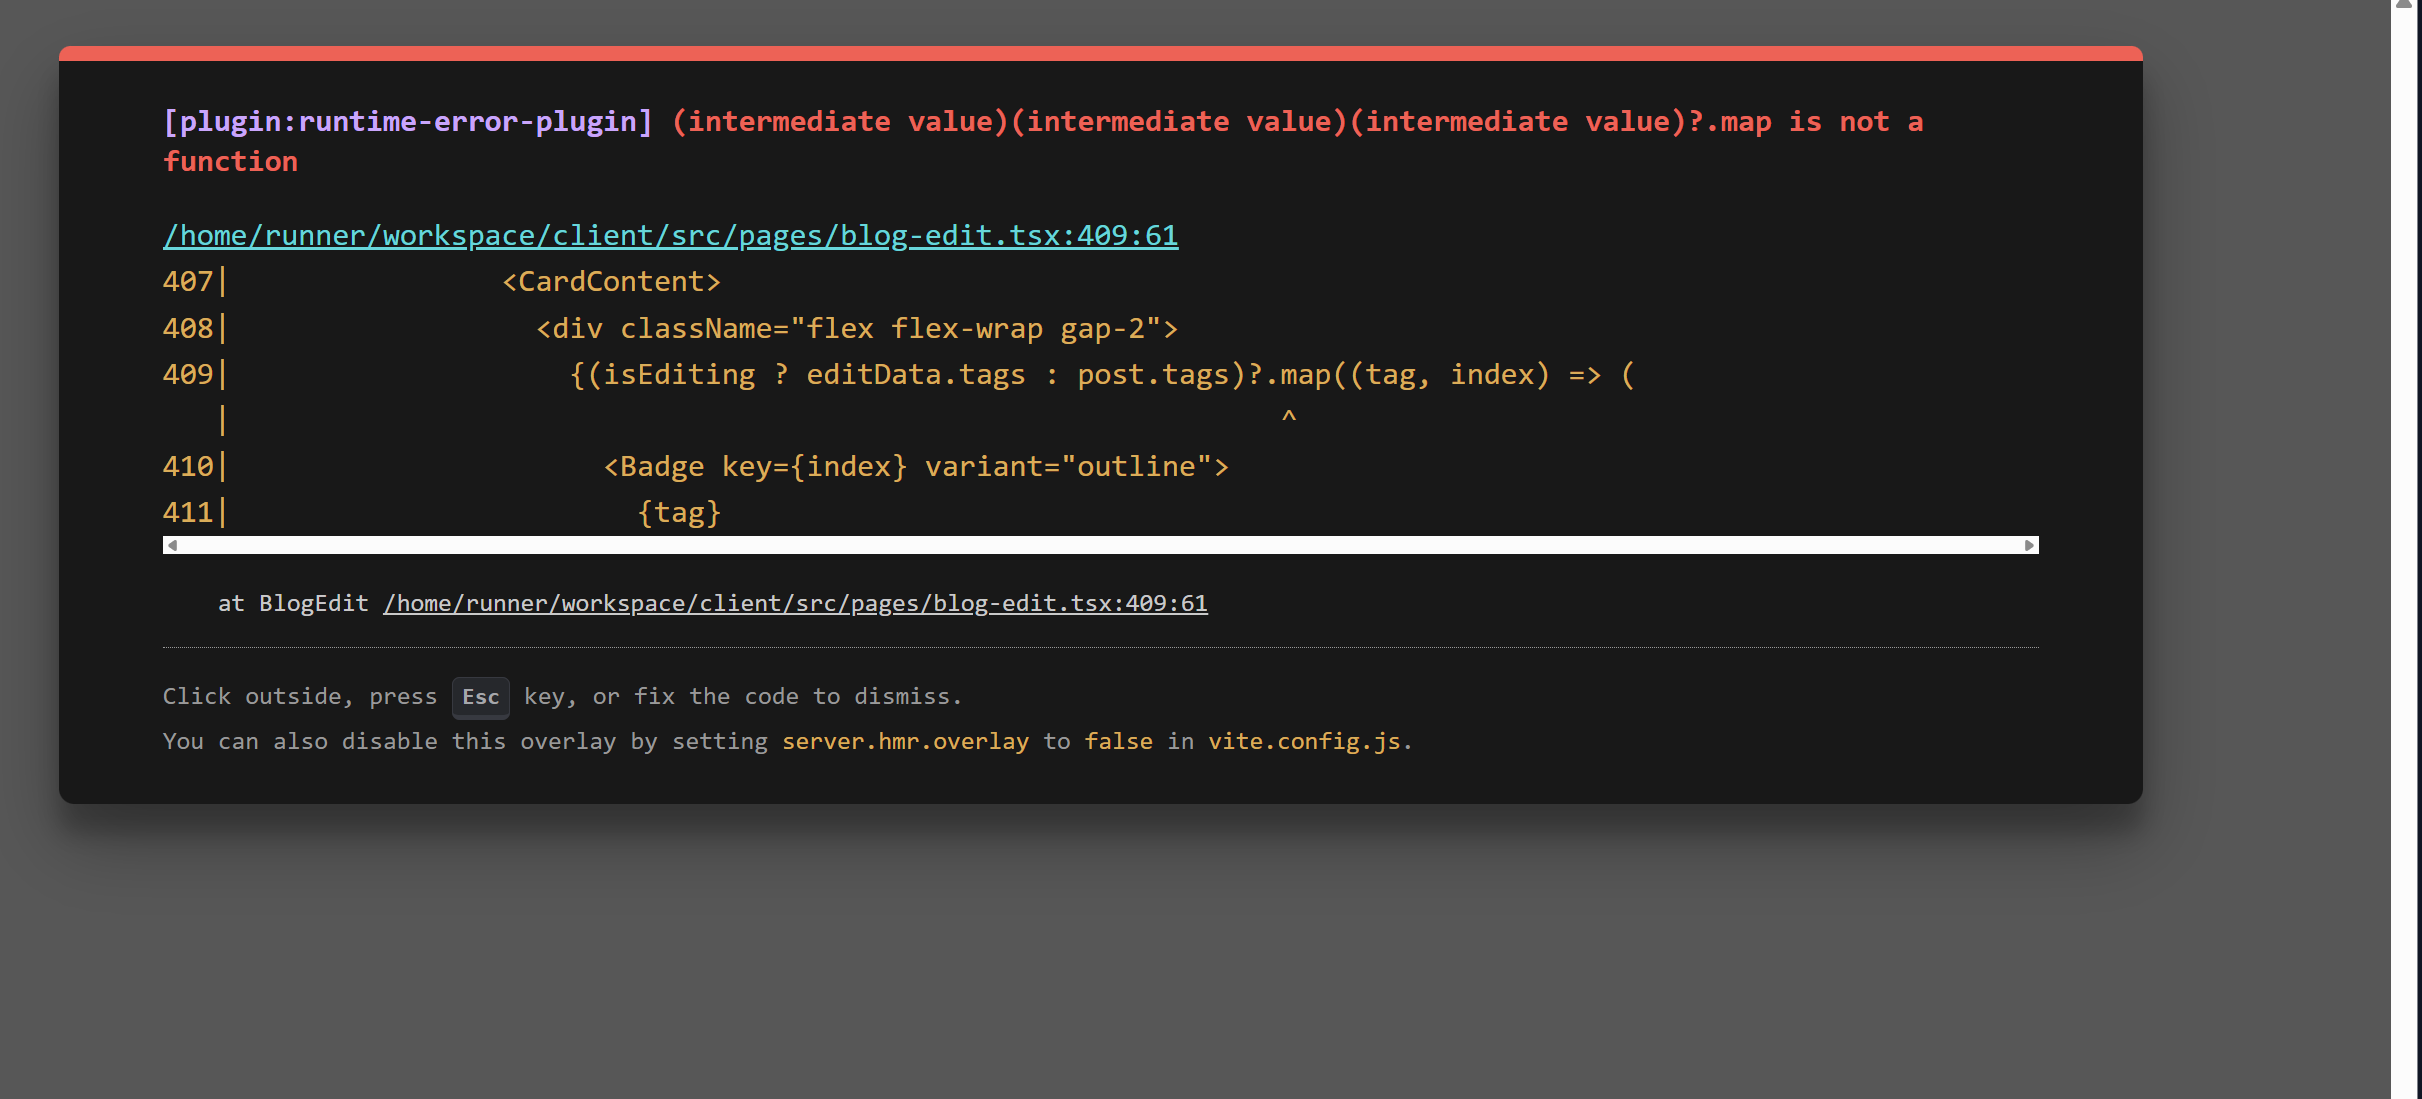 [plugin:runtime-error-plugin] (intermediate value)(intermediate value)(intermediate value)?.map is not a
function
/home/runner/workspace/client/src/pages/blog-edit.tsx:409:61
407|                <CardContent>
408|                  <div className="flex flex-wrap gap-2">
409|                    {(isEditing ? editData.tags : post.tags)?.map((tag, index) => (
   |                                                              ^
410|                      <Badge key={index} variant="outline">
411|                        {tag}
at BlogEdit /home/runner/workspace/client/src/pages/blog-edit.tsx:409:61
Click outside, press Esc key, or fix the code to dismiss.
You can also disable this overlay by setting server.hmr.overlay to false in vite.config.js.